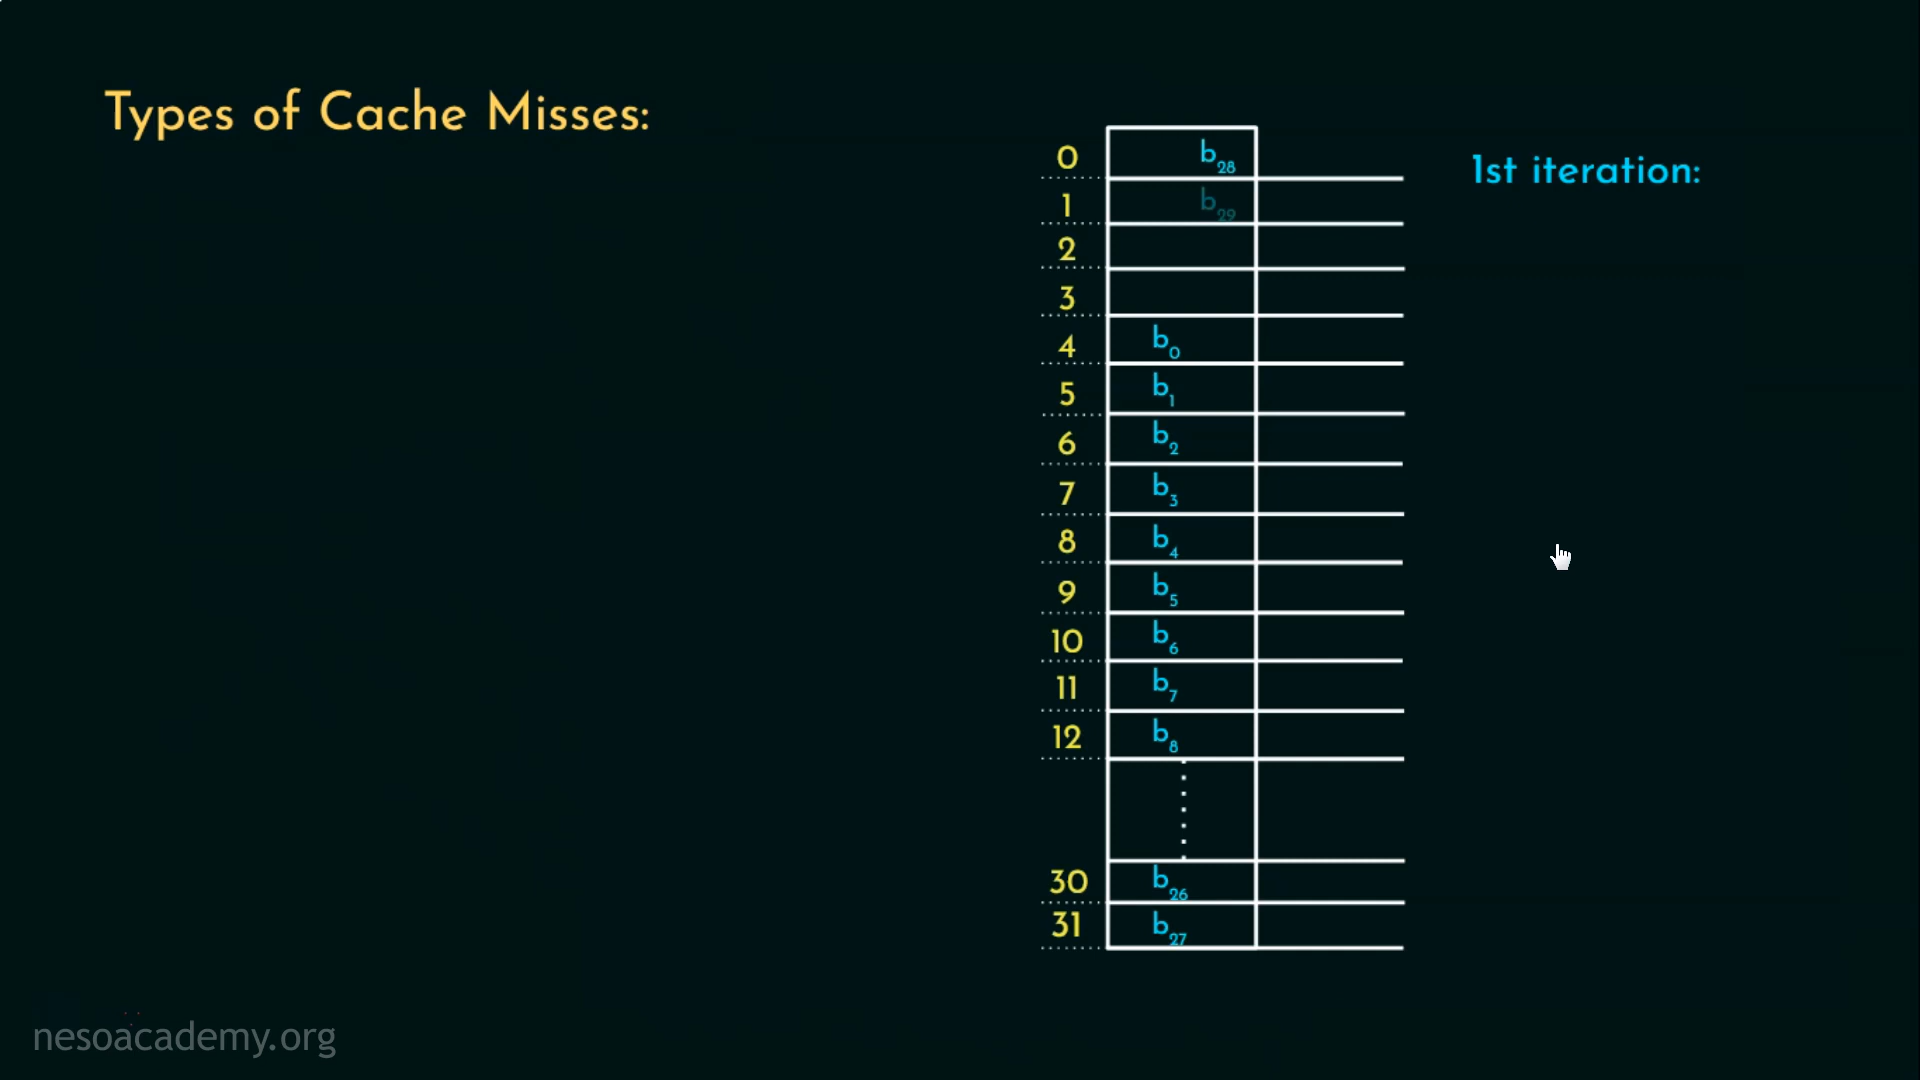 Types of Cache Misses:
1st iteration:
0 b28
1 b29
2
3
4 b0
5 b1
6 b2
7 b3
8 b4
9 b5
10 b6
11 b7
12 b8
30 b26
31 b27
nesoacademy.org